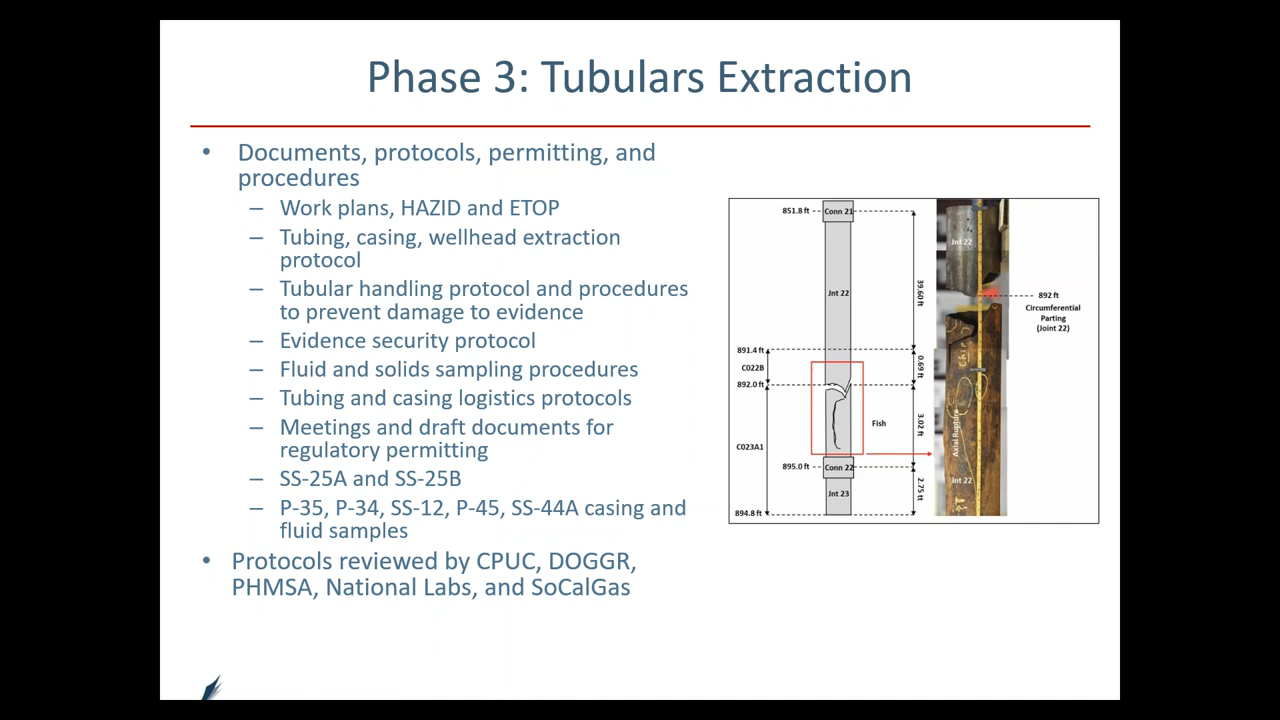 Phase 3: Tubulars Extraction
• Documents, protocols, permitting, and
procedures
– Work plans, HAZID and ETOP
– Tubing, casing, wellhead extraction
protocol
– Tubular handling protocol and procedures
to prevent damage to evidence
– Evidence security protocol
– Fluid and solids sampling procedures
– Tubing and casing logistics protocols
– Meetings and draft documents for
regulatory permitting
– SS-25A and SS-25B
– P-35, P-34, SS-12, P-45, SS-44A casing and
fluid samples
• Protocols reviewed by CPUC, DOGGR,
PHMSA, National Labs, and SoCalGas
851.8 ft
Conn 21
Jnt 22
39.60 ft
891.4 ft
C022B
0.69 ft
892.0 ft
C023A1
Fish
3.02 ft
895.0 ft
Conn 22
Jnt 23
2.75 ft
894.8 ft
Jnt 22
892 ft
Circumferential
Parting
(Joint 22)
Axial Rupture
Jnt 22